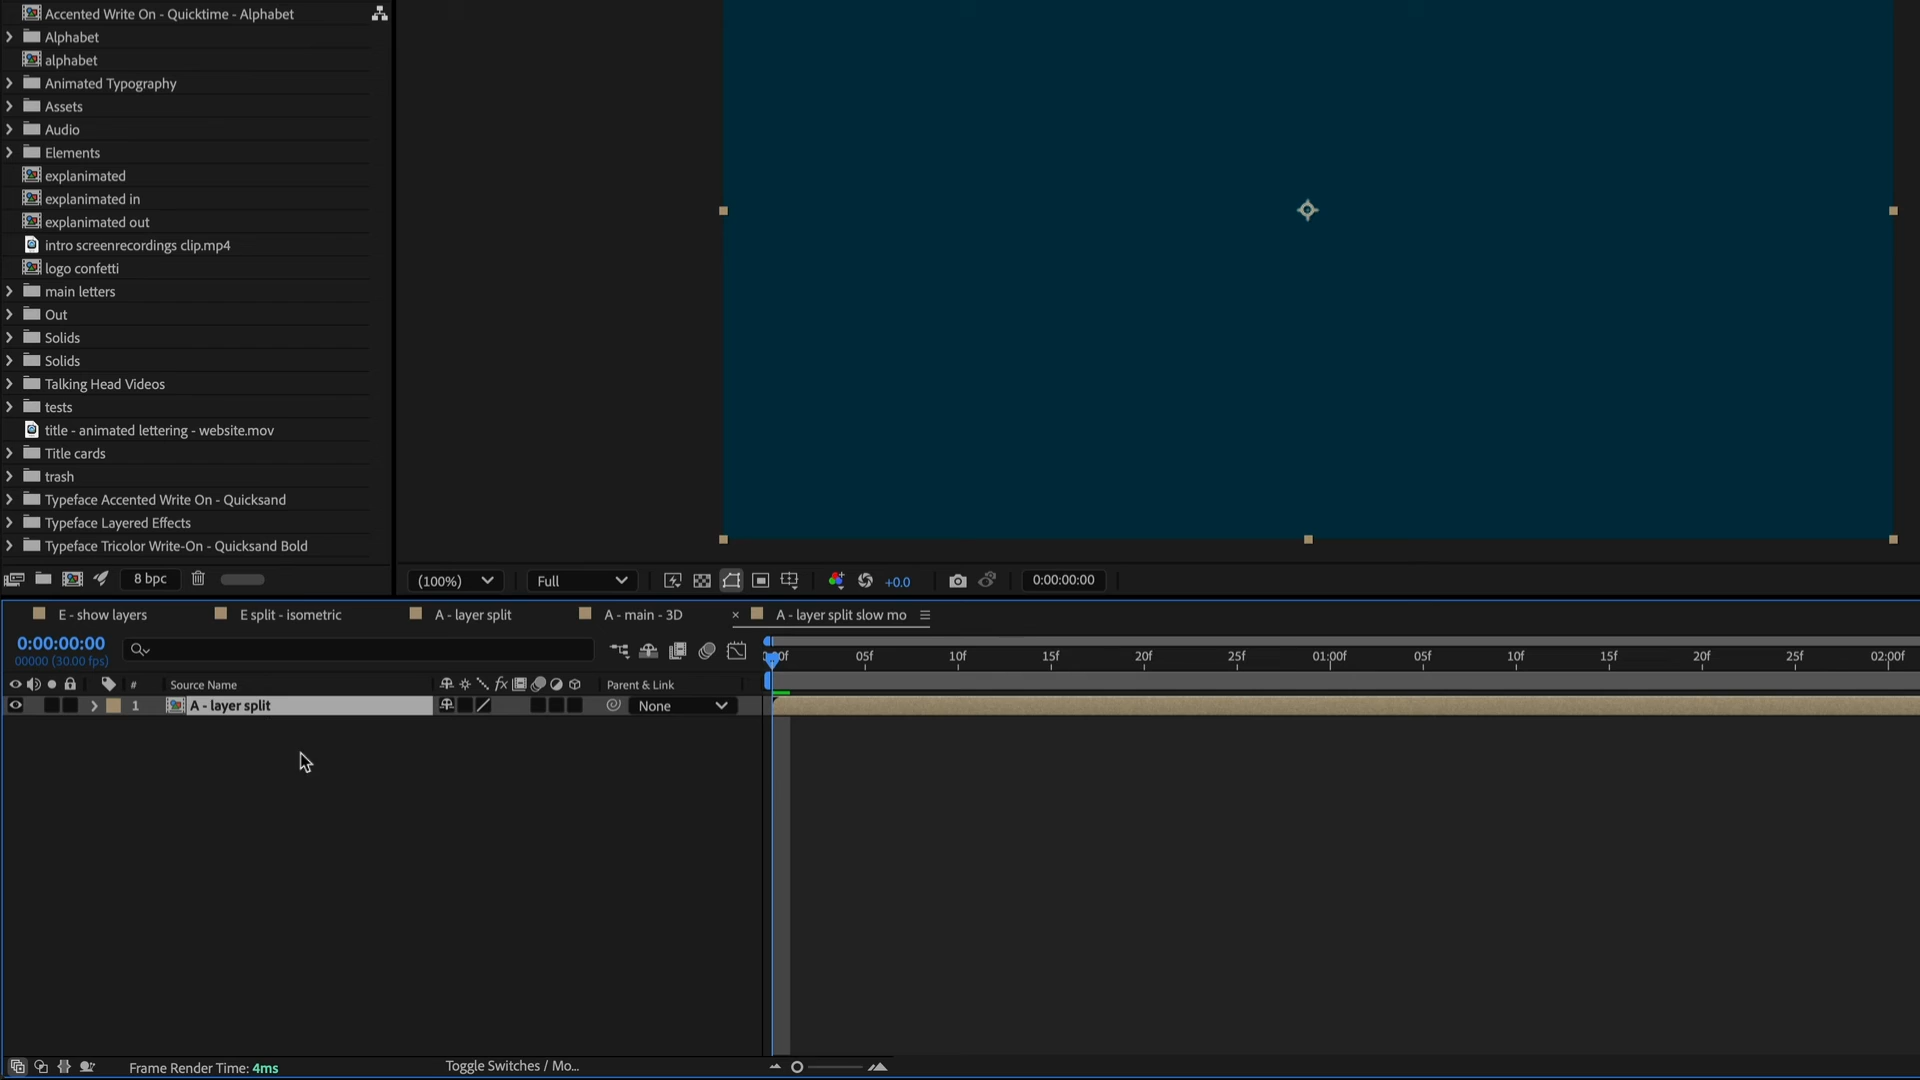 Accented Write On - Quicktime - Alphabet
Alphabet
alphabet
Animated Typography
Assets
Audio
Elements
explanimated
explanimated in
explanimated out
intro screenrecordings clip.mp4
logo confetti
main letters
Out
Solids
Solids
Talking Head Videos
tests
title - animated lettering - website.mov
Title cards
trash
Typeface Accented Write On - Quicksand
Typeface Layered Effects
Typeface Tricolor Write-On - Quicksand Bold
8 bpc
(100%) Full +0.0 0:00:00:00
E - show layers E split - isometric A - layer split A - main - 3D × A - layer split slow mo
0:00:00:00
00000 (30.00 fps)
05f 10f 15f 20f 25f 01:00f 05f 10f 15f 20f 25f 02:00f
# Source Name fx Parent & Link
1 A - layer split None
Frame Render Time: 4ms Toggle Switches / Mo...